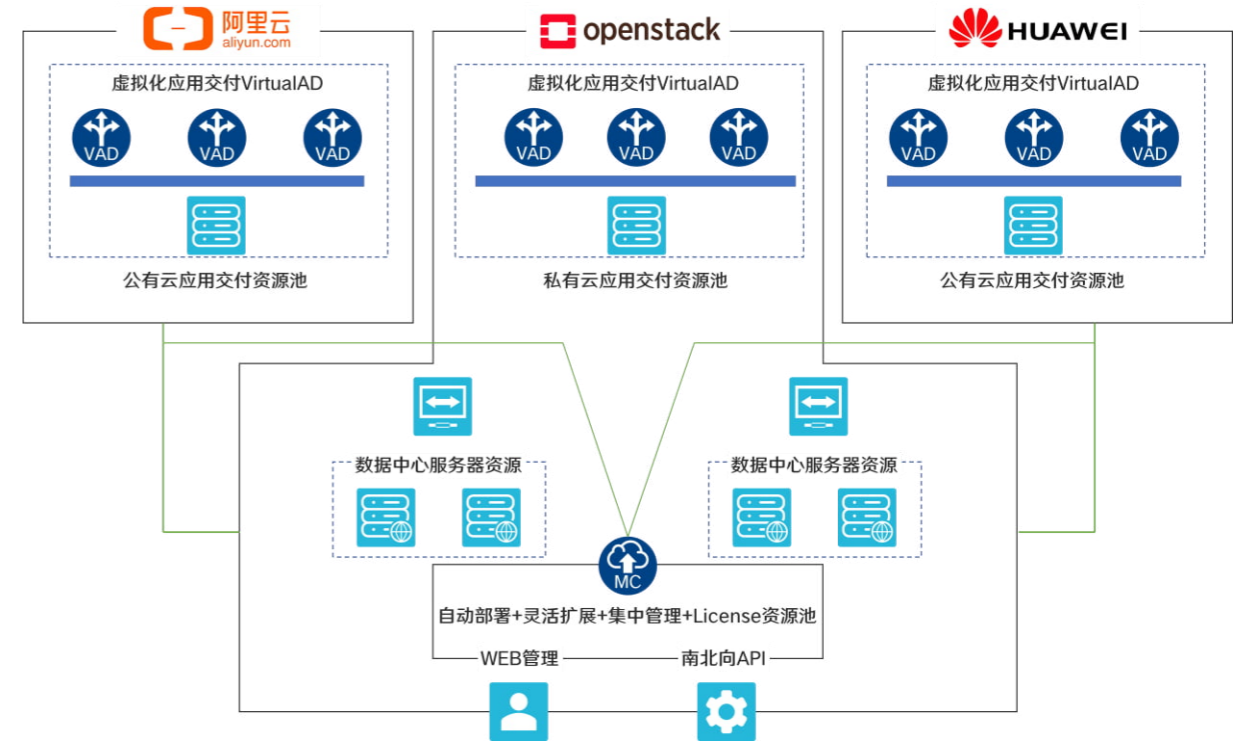 阿里云
aliyun.com
openstack
HUAWEI
虚拟化应用交付VirtualAD
VAD
VAD
VAD
公有云应用交付资源池
虚拟化应用交付VirtualAD
VAD
VAD
VAD
私有云应用交付资源池
虚拟化应用交付VirtualAD
VAD
VAD
VAD
公有云应用交付资源池
数据中心服务器资源
数据中心服务器资源
MC
自动部署+灵活扩展+集中管理+License资源池
WEB管理
南北向API